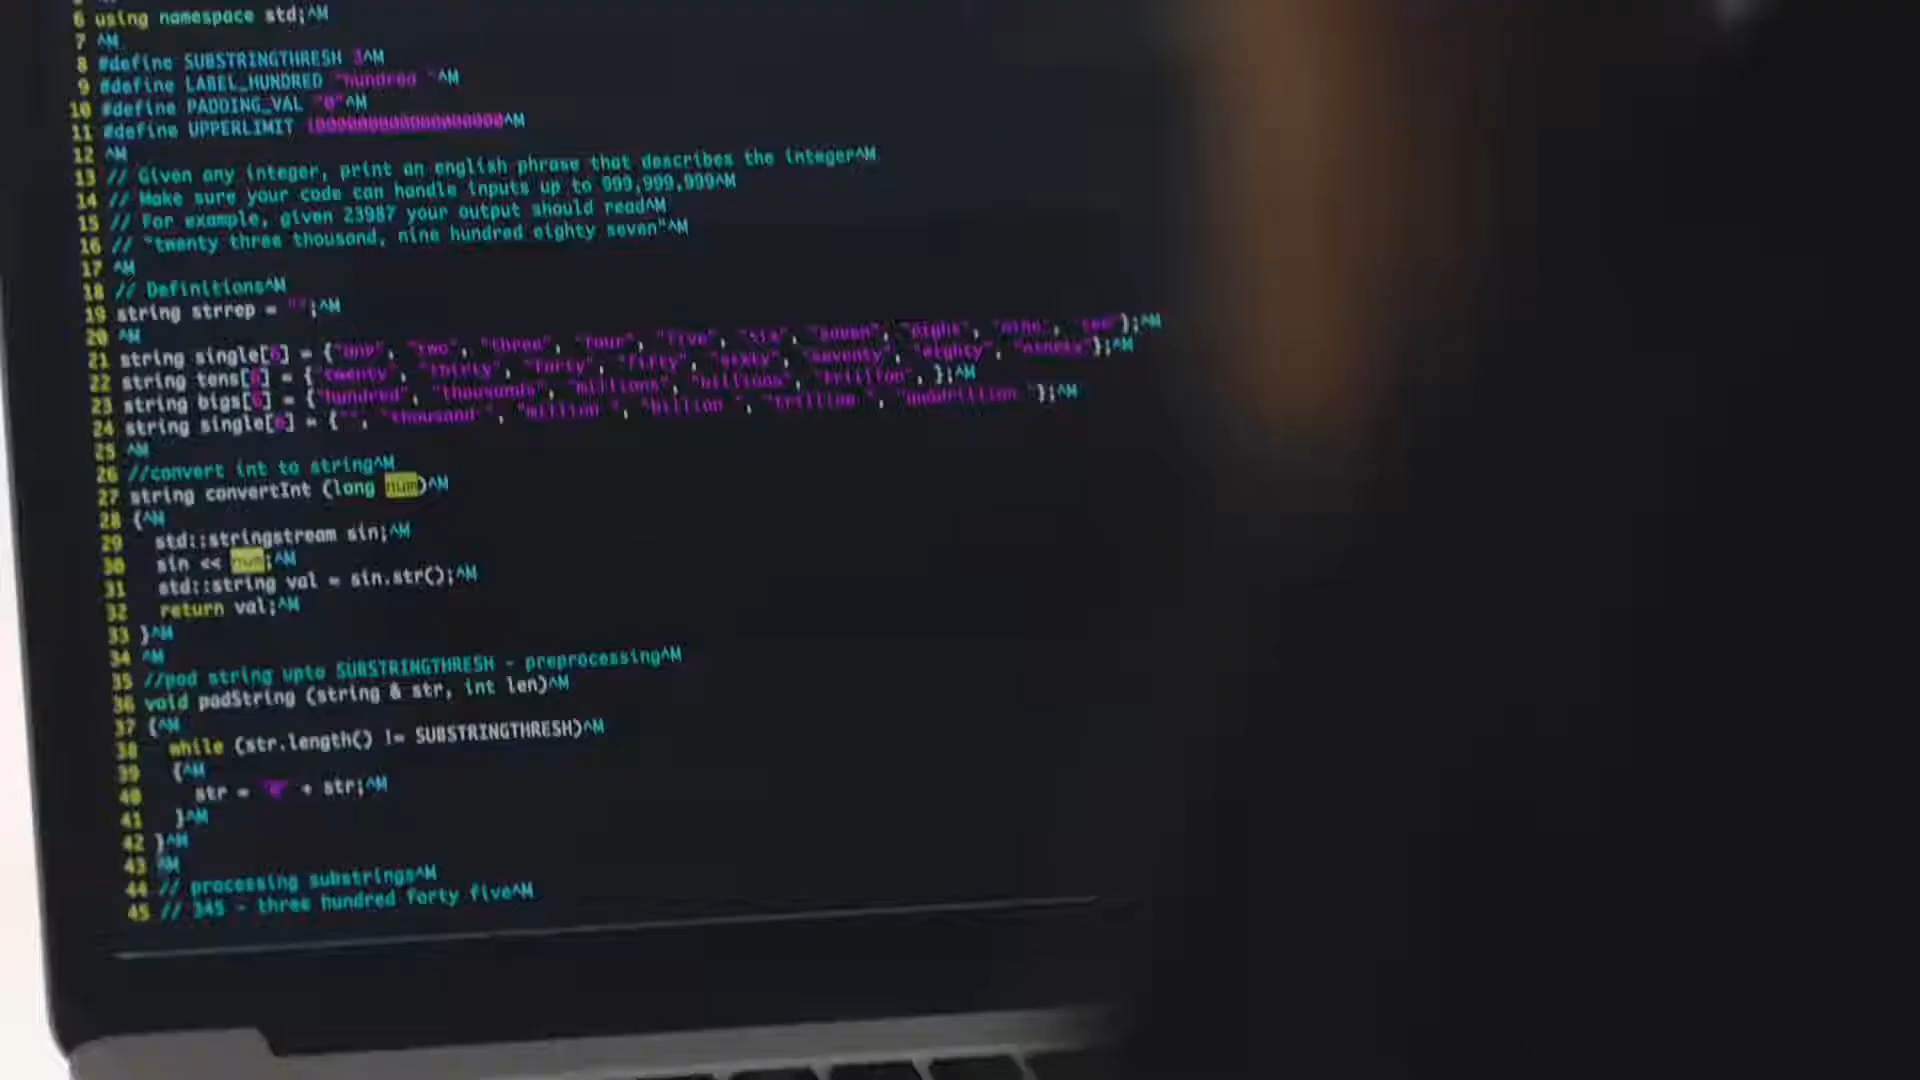 6 using namespace std;^M
7 ^M
8 #define SUBSTRINGTHRESH 3^M
9 #define LABEL_HUNDRED "hundred "^M
10 #define PADDING_VAL "0"^M
11 #define UPPERLIMIT ^M
12 ^M
13 // Given any integer, print an english phrase that describes the integer^M
14 // Make sure your code can handle inputs up to 999,999,999^M
15 // For example, given 23987 your output should read^M
16 // "twenty three thousand, nine hundred eighty seven"^M
17 ^M
18 // Definitions^M
19 string strrep = "";^M
20 ^M
21 string single[6] = {"one", "two", "three", "four", "five", "six", "seven", "eight", "nine", };^M
22 string tens[6] = {"twenty", "thirty", "forty", "fifty", "sixty", "seventy", "eighty", "ninety"};^M
23 string bigs[6] = {"hundred", "thousands", "millions", "billions", "trillion", };^M
24 string single[6] = {"", "thousand ", "million ", "billion ", "trillion ", "quadrillion "};^M
25 ^M
26 //convert int to string^M
27 string convertInt (long num)^M
28 {^M
29 std::stringstream sin;^M
30 sin << num;^M
31 std::string val = sin.str();^M
32 return val;^M
33 }^M
34 ^M
35 //pad string upto SUBSTRINGTHRESH - preprocessing^M
36 void padString (string & str, int len)^M
37 {^M
38 while (str.length() != SUBSTRINGTHRESH)^M
39 {^M
40 str = "0" + str;^M
41 }^M
42 }^M
43 ^M
44 // processing substrings^M
45 // 345 - three hundred forty five^M